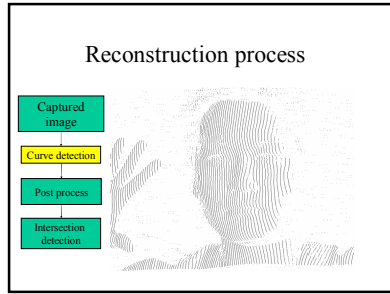 Reconstruction process
Captured
image
Curve detection
Post process
Intersection
detection